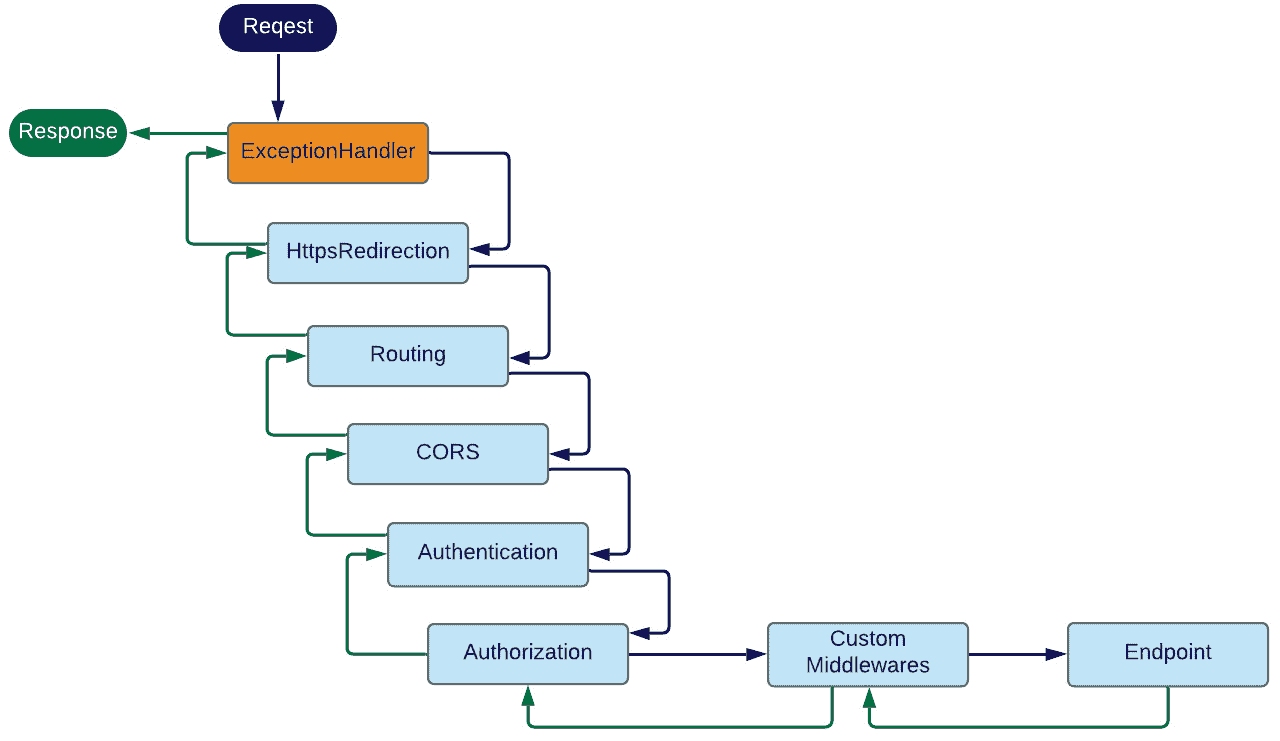 Reqest
Response
ExceptionHandler
HttpsRedirection
Routing
CORS
Authentication
Authorization
Custom
Middlewares
Endpoint